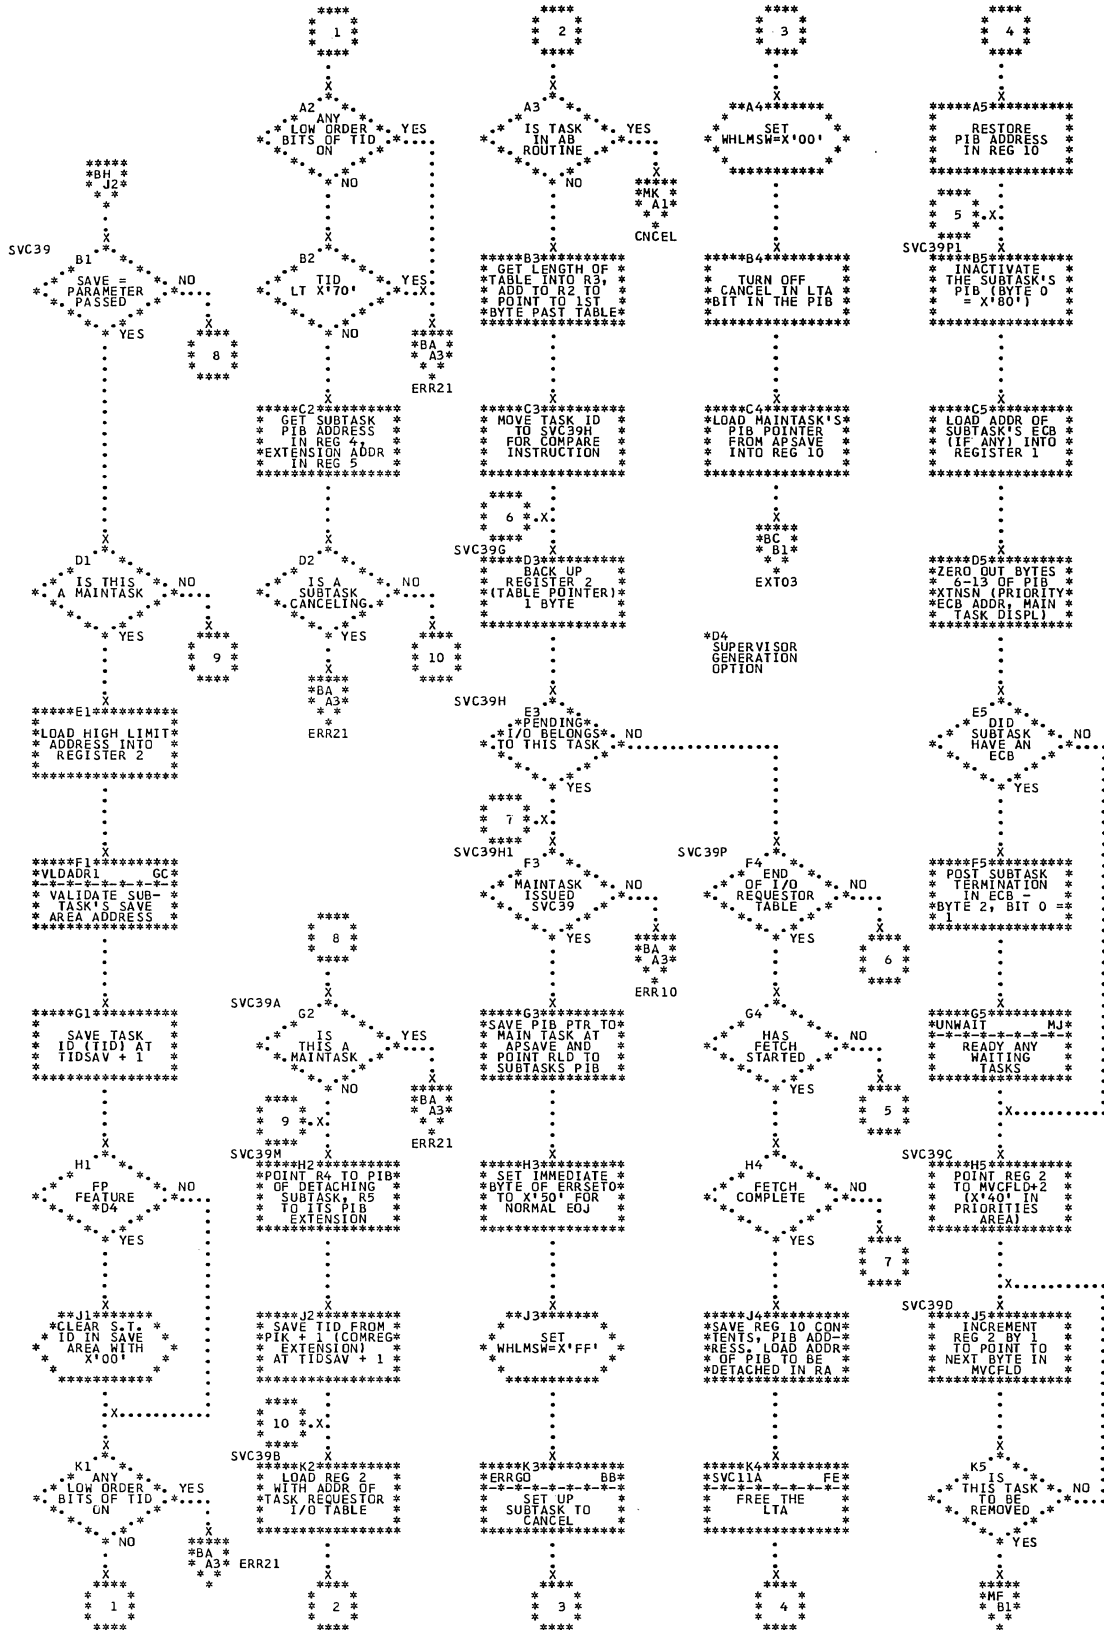 1
2
3
4
A2
ANY
LOW ORDER
BITS OF TID
ON
YES
NO
A3
IS TASK
IN AB
ROUTINE
YES
NO
A4
SET
WHLMSW=X'00'
A5
RESTORE
PIB ADDRESS
IN REG 10
BH
J2
MK
A1
CNCEL
5
SVC39
B1
SAVE =
PARAMETER
PASSED
NO
YES
8
B2
TID
LT X'70'
YES
NO
BA
A3
ERR21
B3
GET LENGTH OF
TABLE INTO R3,
ADD TO R2 TO
POINT TO 1ST
BYTE PAST TABLE
B4
TURN OFF
CANCEL IN LTA
BIT IN THE PIB
SVC39P1
B5
INACTIVATE
THE SUBTASK'S
PIB (BYTE 0
= X'80')
C2
GET SUBTASK
PIB ADDRESS
IN REG 4,
EXTENSION ADDR
IN REG 5
C3
MOVE TASK ID
TO SVC39H
FOR COMPARE
INSTRUCTION
C4
LOAD MAINTASK'S
PIB POINTER
FROM APSAVE
INTO REG 10
C5
LOAD ADDR OF
SUBTASK'S ECB
(IF ANY) INTO
REGISTER 1
6
BC
B1
EXT03
D1
IS THIS
A MAINTASK
NO
YES
9
D2
IS A
SUBTASK
CANCELING
NO
YES
10
BA
A3
ERR21
SVC39G
D3
BACK UP
REGISTER 2
(TABLE POINTER)
1 BYTE
*D4
SUPERVISOR
GENERATION
OPTION
D5
ZERO OUT BYTES
6-13 OF PIB
XTNSN (PRIORITY
ECB ADDR, MAIN
TASK DISPL)
E1
LOAD HIGH LIMIT
ADDRESS INTO
REGISTER 2
SVC39H
E3
PENDING
I/O BELONGS
TO THIS TASK
NO
YES
7
E5
DID
SUBTASK
HAVE AN
ECB
NO
YES
F1
VLDADR1 GC
VALIDATE SUB-
TASK'S SAVE
AREA ADDRESS
8
SVC39H1
F3
MAINTASK
ISSUED
SVC39
NO
YES
BA
A3
ERR10
SVC39P
F4
END
OF I/O
REQUESTOR
TABLE
NO
YES
6
F5
POST SUBTASK
TERMINATION
IN ECB -
BYTE 2, BIT 0 =
1
G1
SAVE TASK
ID (TID) AT
TIDSAV + 1
SVC39A
G2
IS
THIS A
MAINTASK
YES
NO
BA
A3
ERR21
9
G3
SAVE PIB PTR TO
MAIN TASK AT
APSAVE AND
POINT RLD TO
SUBTASKS PIB
G4
HAS
FETCH
STARTED
NO
YES
5
G5
UNWAIT MJ
READY ANY
WAITING
TASKS
H1
FP
FEATURE
*D4
NO
YES
SVC39M
H2
POINT R4 TO PIB
OF DETACHING
SUBTASK, R5
TO ITS PIB
EXTENSION
H3
SET IMMEDIATE
BYTE OF ERRSETO
TO X'50' FOR
NORMAL EOJ
H4
FETCH
COMPLETE
NO
YES
7
SVC39C
H5
POINT REG 2
TO MVCFLD+2
(X'40' IN
PRIORITIES
AREA)
J1
CLEAR S.T.
ID IN SAVE
AREA WITH
X'00'
J2
SAVE TID FROM
PIK + 1 (COMREG
EXTENSION)
AT TIDSAV + 1
J3
SET
WHLMSW=X'FF'
J4
SAVE REG 10 CON
TENTS, PIB ADD-
RESS. LOAD ADDR
OF PIB TO BE
DETACHED IN RA
SVC39D
J5
INCREMENT
REG 2 BY 1
TO POINT TO
NEXT BYTE IN
MVCFLD
10
K1
ANY
LOW ORDER
BITS OF TID
ON
YES
NO
BA
A3
ERR21
SVC39B
K2
LOAD REG 2
WITH ADDR OF
TASK REQUESTOR
I/O TABLE
K3
ERRGO BB
SET UP
SUBTASK TO
CANCEL
K4
SVC11A FE
FREE THE
LTA
K5
IS
THIS TASK
TO BE
REMOVED
NO
YES
1
2
3
4
MF
B1